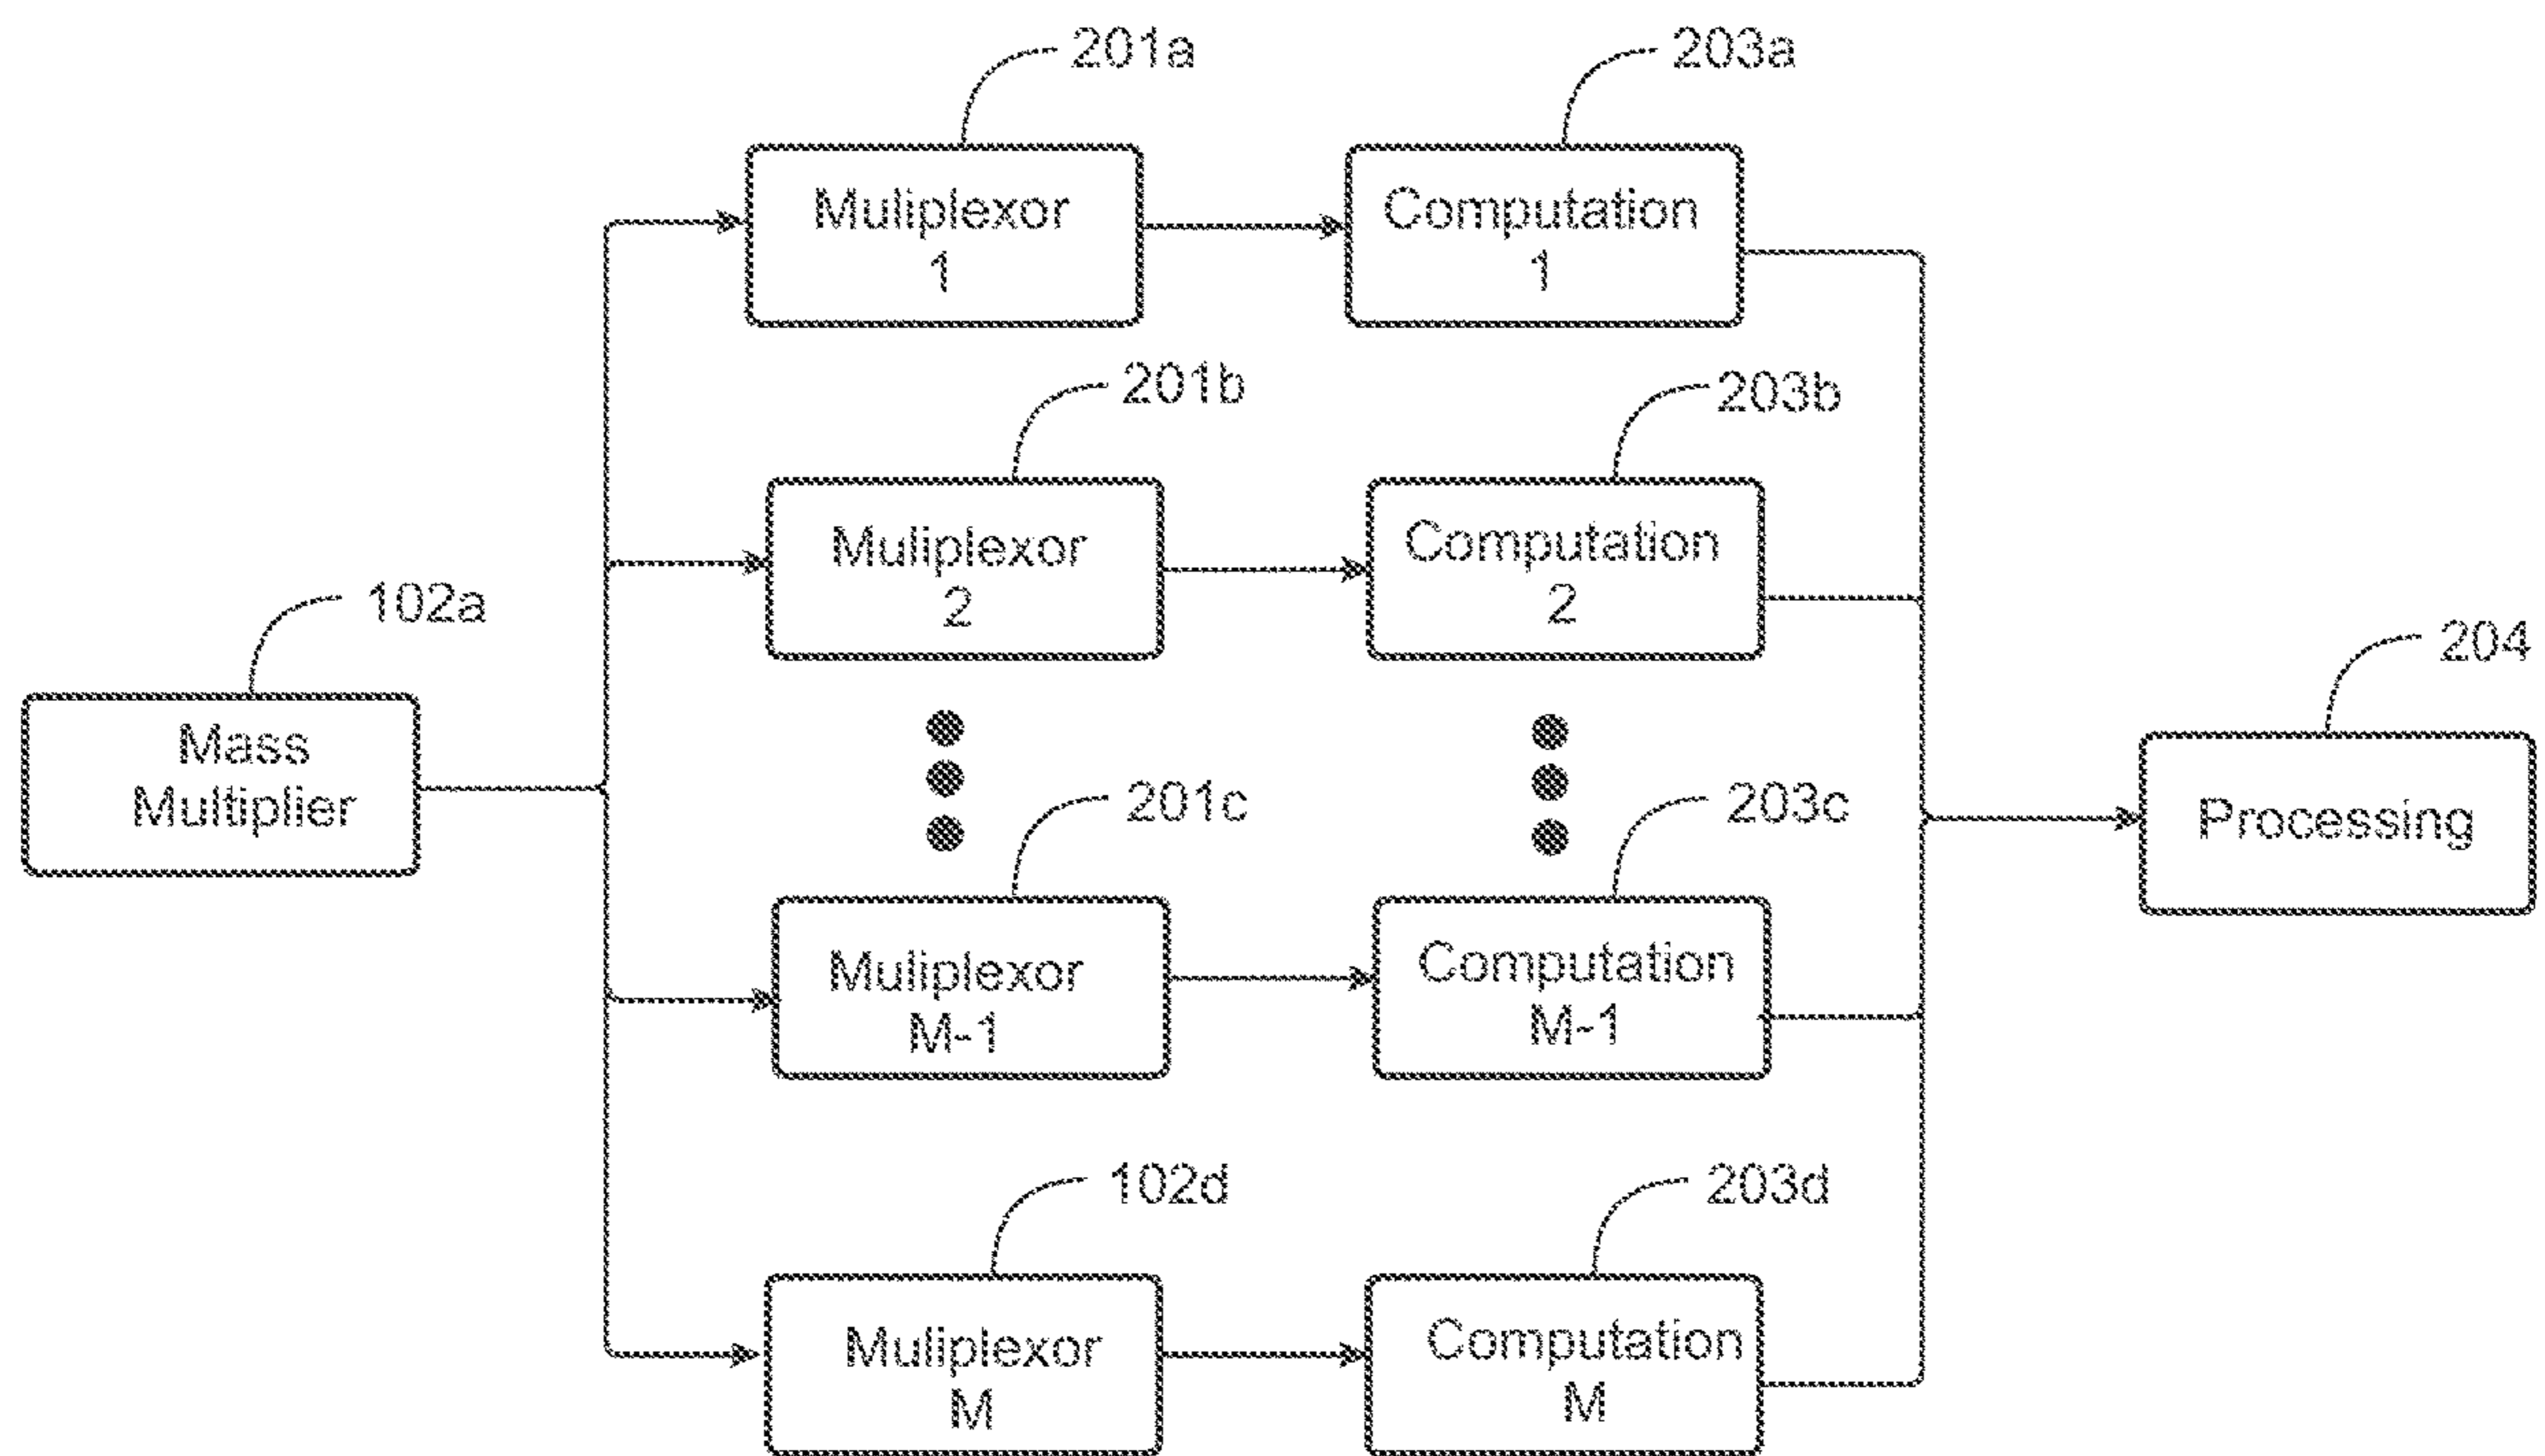 201a
203a
Muliplexor
1
Computation
1
201b
203b
Muliplexor
2
Computation
2
102a
Mass
Multiplier
204
Processing
201c
203c
Muliplexor
M-1
Computation
M-1
102d
203d
Muliplexor
M
Computation
M